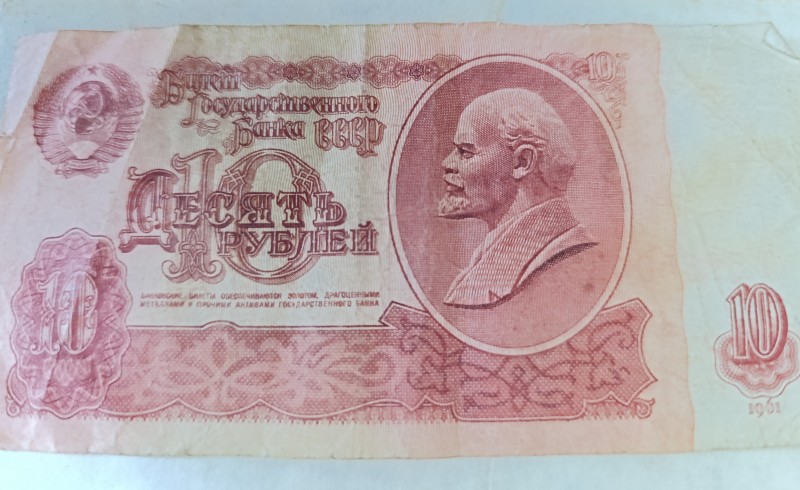 Билет
Государственного
Банка СССР
10
10
Десять
рублей
БАНКОВСКИЕ БИЛЕТЫ ОБЕСПЕЧИВАЮТСЯ ЗОЛОТОМ, ДРАГОЦЕННЫМИ
МЕТАЛЛАМИ И ПРОЧИМИ АКТИВАМИ ГОСУДАРСТВЕННОГО БАНКА
10
10
1961